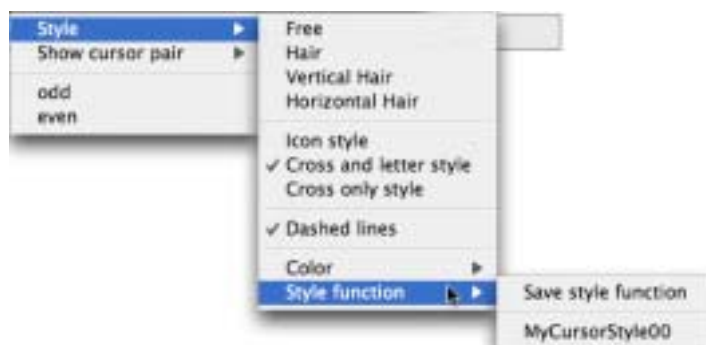 Style
Show cursor pair
odd
even
Free
Hair
Vertical Hair
Horizontal Hair
Icon style
Cross and letter style
Cross only style
Dashed lines
Color
Style function
Save style function
MyCursorStyle00